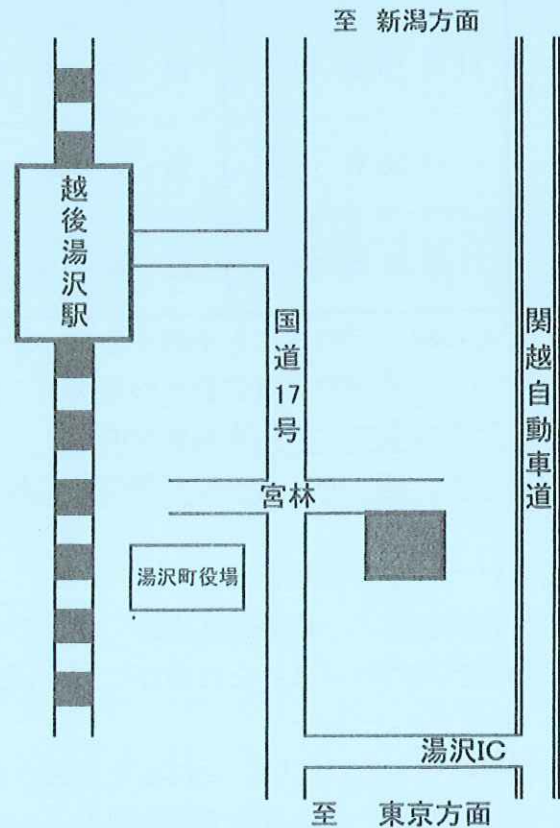 至 新潟方面
越後湯沢駅
国道17号
関越自動車道
宮林
湯沢町役場
湯沢IC
至 東京方面